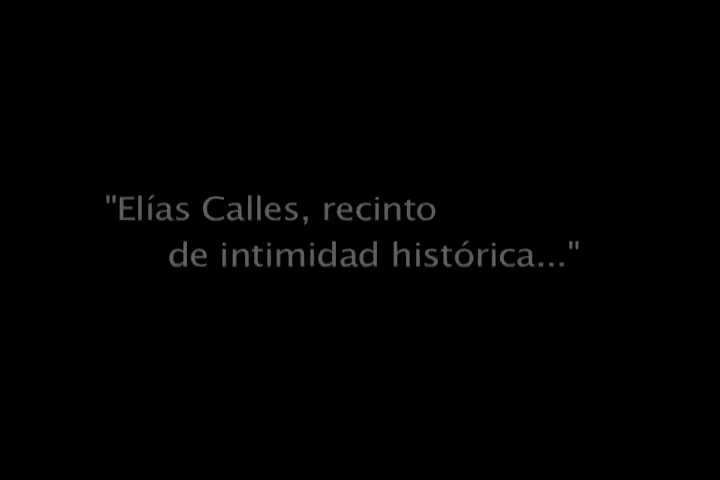 "Elías Calles, recinto
de intimidad histórica..."